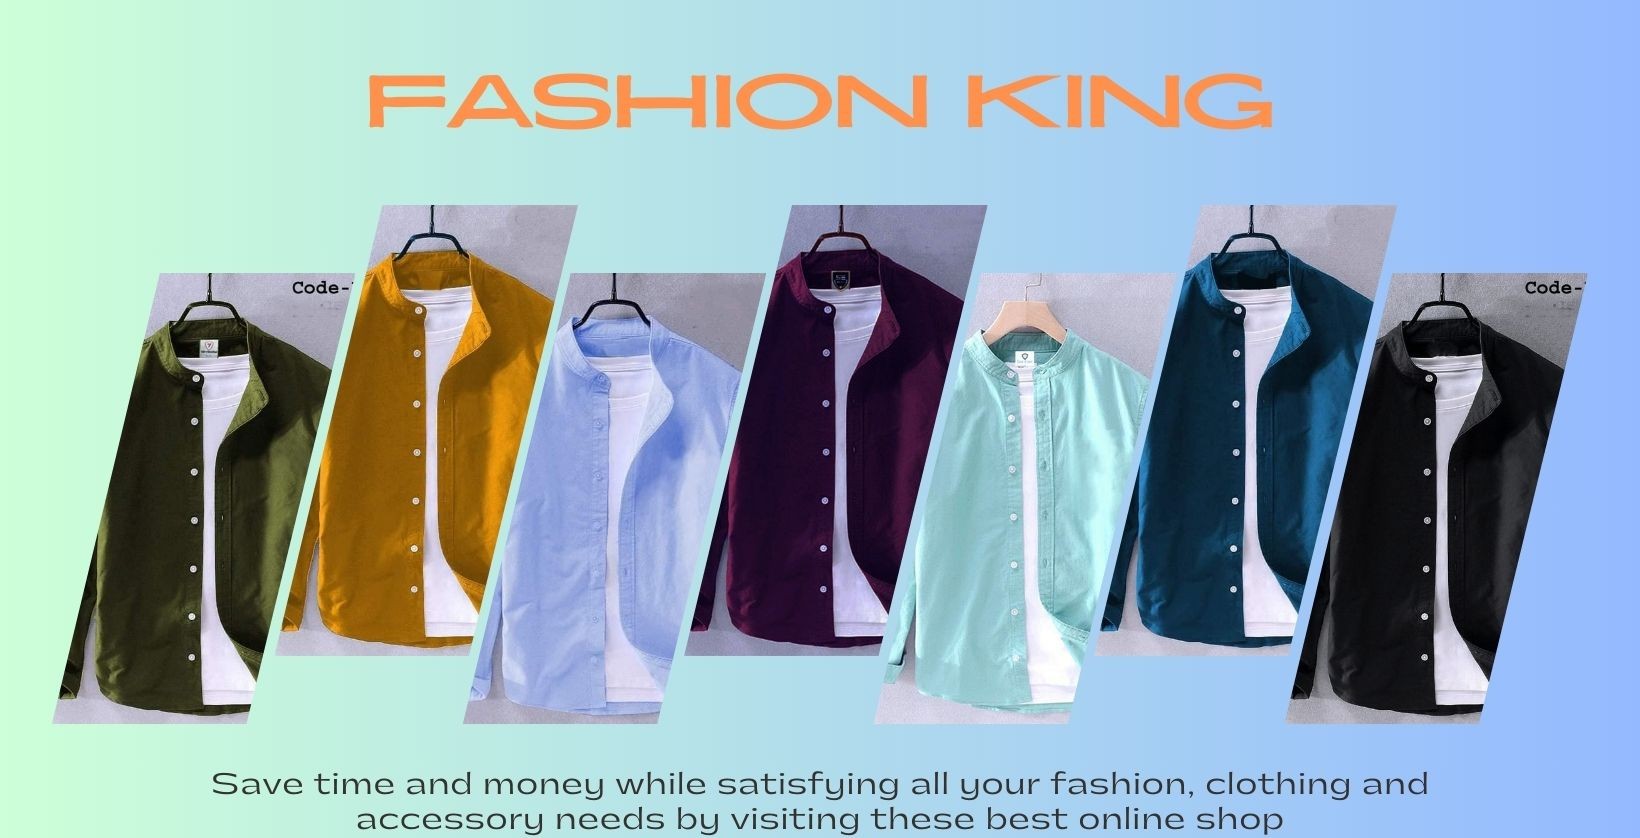 FASHION KING
Code-
Code-
Save time and money while satisfying all your fashion, clothing and
accessory needs by visiting these best online shop